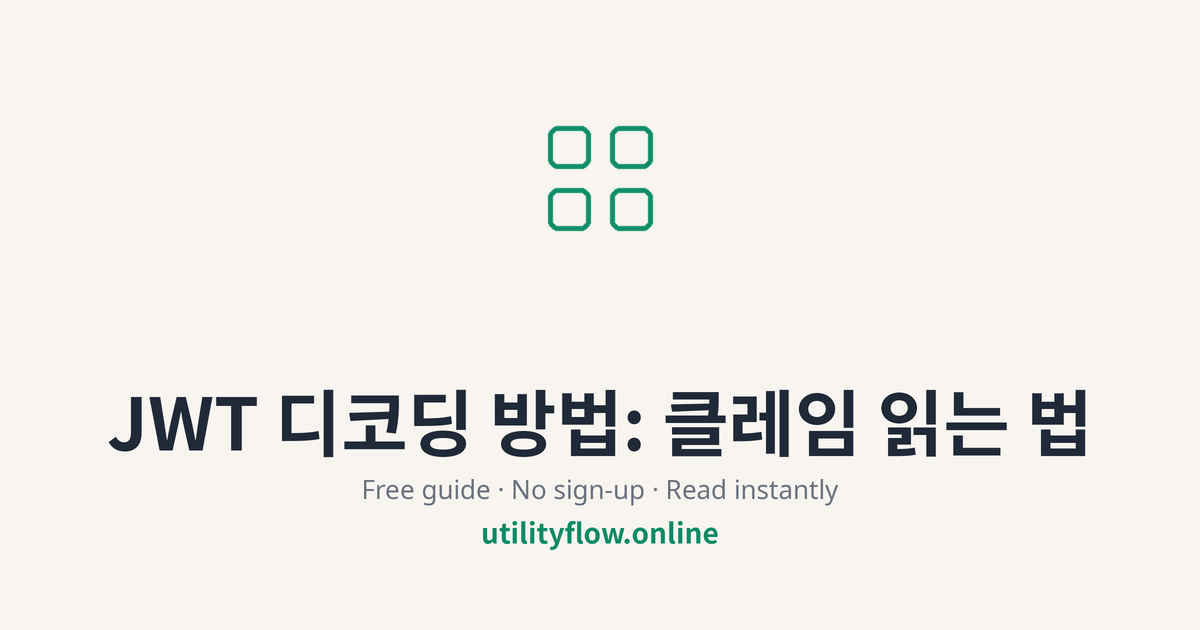 JWT 디코딩 방법: 클레임 읽는 법
Free guide · No sign-up · Read instantly
utilityflow.online